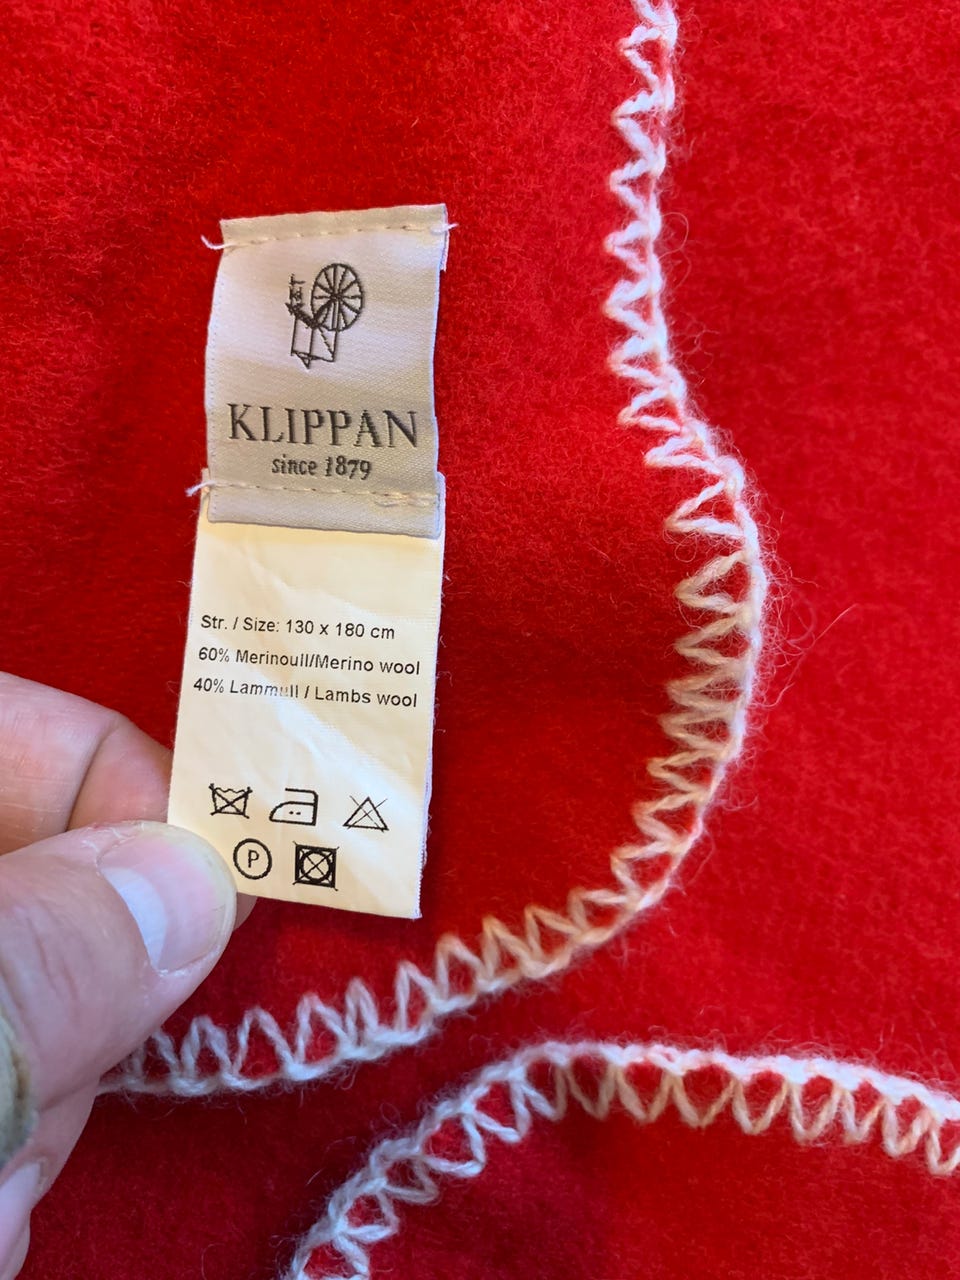 KLIPPAN
since 1879
Str. / Size: 130 x 180 cm
60% Merinoull/Merino wool
40% Lammull / Lambs wool
P